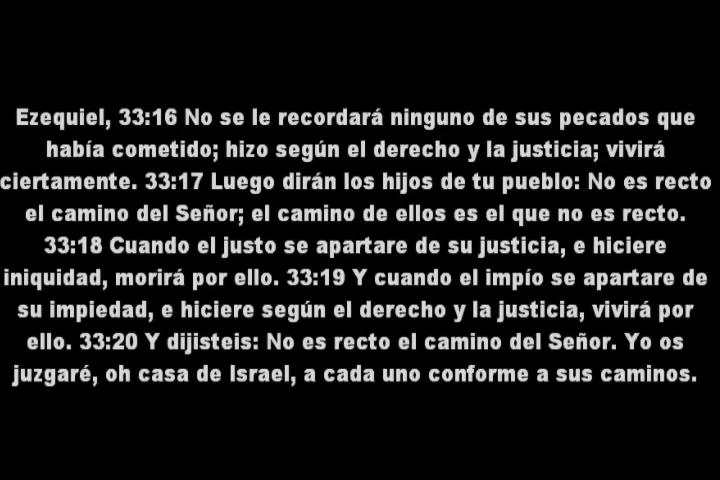 Ezequiel, 33:16 No se le recordará ninguno de sus pecados que
había cometido; hizo según el derecho y la justicia; vivirá
ciertamente. 33:17 Luego dirán los hijos de tu pueblo: No es recto
el camino del Señor; el camino de ellos es el que no es recto.
33:18 Cuando el justo se apartare de su justicia, e hiciere
iniquidad, morirá por ello. 33:19 Y cuando el impío se apartare de
su impiedad, e hiciere según el derecho y la justicia, vivirá por
ello. 33:20 Y dijisteis: No es recto el camino del Señor. Yo os
juzgaré, oh casa de Israel, a cada uno conforme a sus caminos.